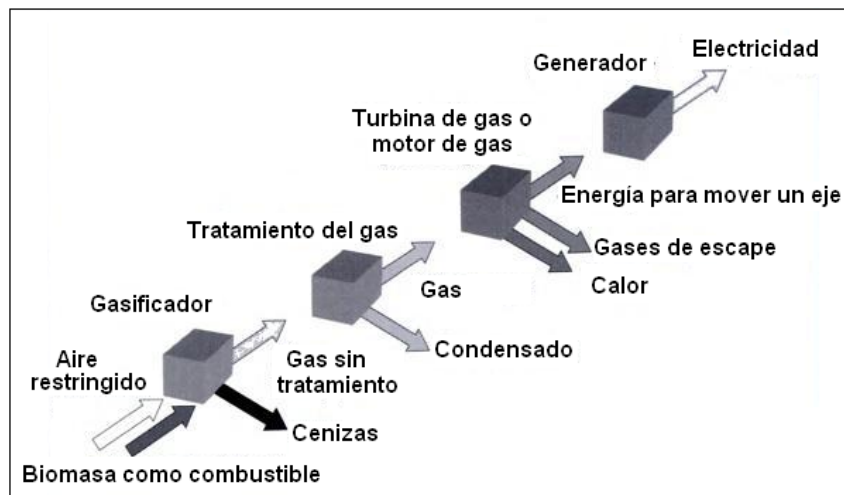 Electricidad
Generador
Turbina de gas o
motor de gas
Energía para mover un eje
Tratamiento del gas
Gases de escape
Gas
Calor
Gasificador
Condensado
Aire
restringido
Gas sin
tratamiento
Cenizas
Biomasa como combustible